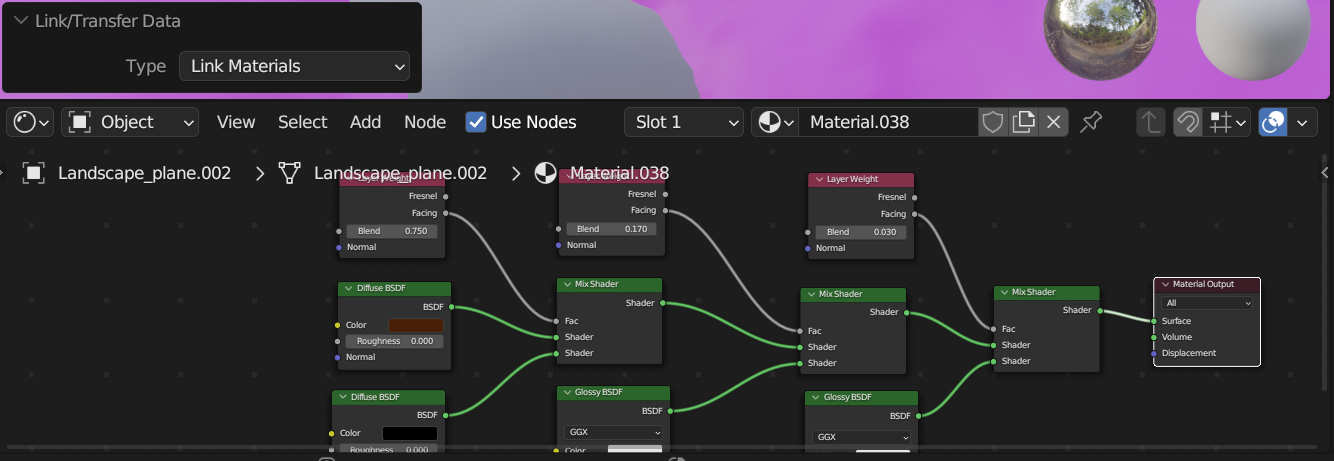 Link/Transfer Data
Type Link Materials
Object View Select Add Node Use Nodes Slot 1 Material.038
Landscape_plane.002 Landscape_plane.002 Material.038
Layer Weight
Fresnel
Facing
Blend 0.750
Normal
Fresnel
Facing
Blend 0.170
Normal
Layer Weight
Fresnel
Facing
Blend 0.030
Normal
Diffuse BSDF
BSDF
Color
Roughness 0.000
Normal
Mix Shader
Shader
Fac
Shader
Shader
Mix Shader
Shader
Fac
Shader
Shader
Mix Shader
Shader
Fac
Shader
Shader
Material Output
All
Surface
Volume
Displacement
Diffuse BSDF
BSDF
Color
Roughness 0.000
Glossy BSDF
BSDF
GGX
Color
Glossy BSDF
BSDF
GGX